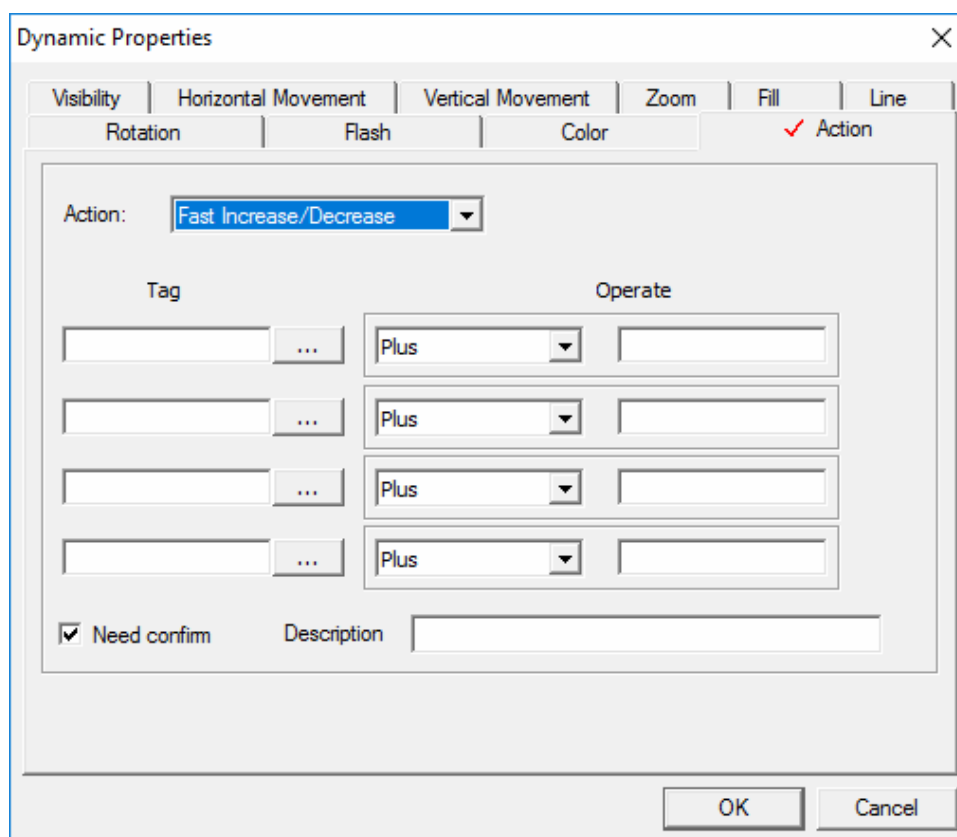 Dynamic Properties
Visibility Horizontal Movement Vertical Movement Zoom Fill Line
Rotation Flash Color Action
Action: Fast Increase/Decrease
Tag Operate
... Plus
... Plus
... Plus
... Plus
Need confirm Description
OK Cancel